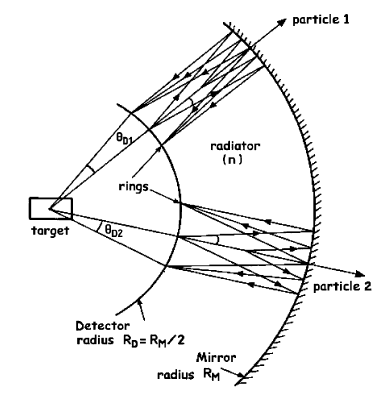 particle 1
θD1
radiator
(n)
rings
target
θD2
particle 2
Detector
radius RD=RM/2
Mirror
radius RM